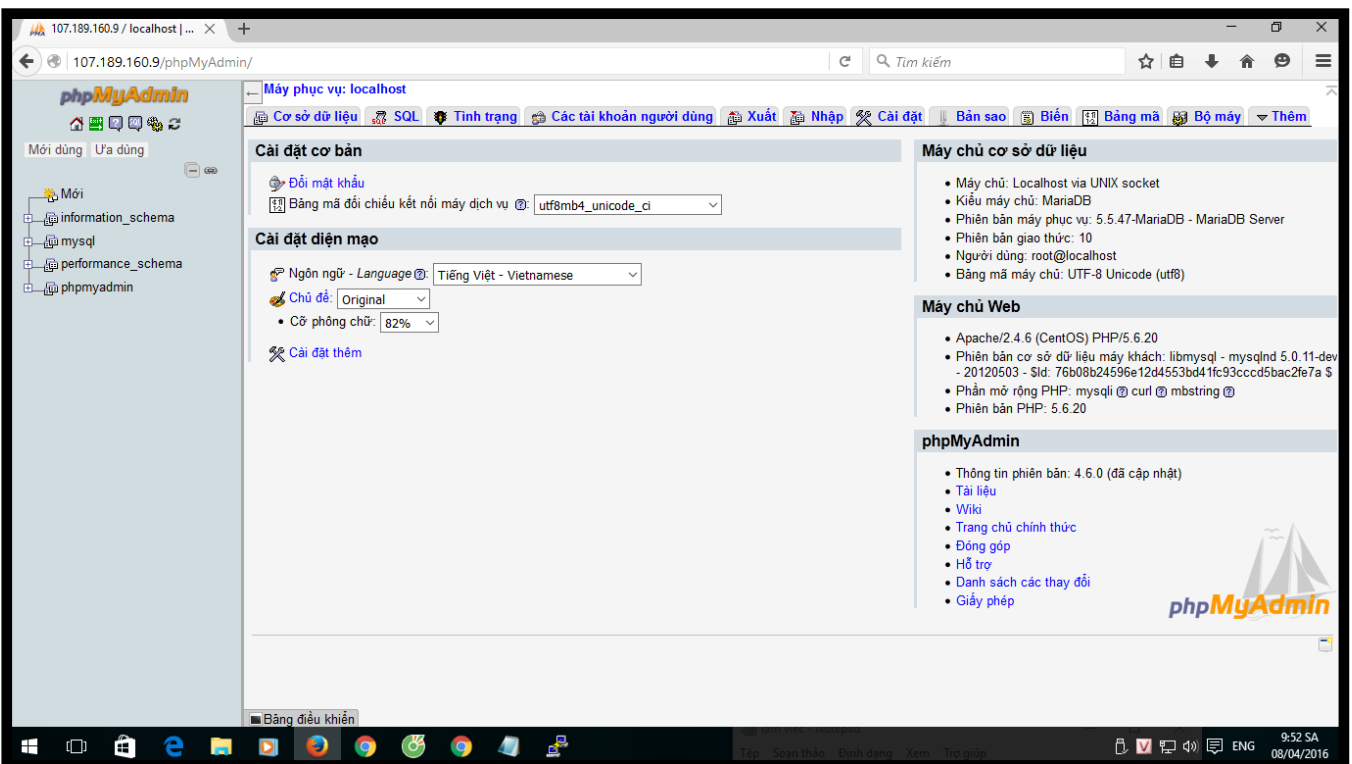 107.189.160.9 / localhost | ...
107.189.160.9/phpMyAdmin/
Tìm kiếm
phpMyAdmin
Mới dùng Ưa dùng
Mới
information_schema
mysql
performance_schema
phpmyadmin
Máy phục vụ: localhost
Cơ sở dữ liệu SQL Tình trạng Các tài khoản người dùng Xuất Nhập Cài đặt Bản sao Biến Bảng mã Bộ máy Thêm
Cài đặt cơ bản
Đổi mật khẩu
Bảng mã đối chiếu kết nối máy dịch vụ : utf8mb4_unicode_ci
Cài đặt diện mạo
Ngôn ngữ - Language : Tiếng Việt - Vietnamese
Chủ đề: Original
• Cỡ phông chữ: 82%
Cài đặt thêm
Máy chủ cơ sở dữ liệu
• Máy chủ: Localhost via UNIX socket
• Kiểu máy chủ: MariaDB
• Phiên bản máy phục vụ: 5.5.47-MariaDB - MariaDB Server
• Phiên bản giao thức: 10
• Người dùng: root@localhost
• Bảng mã máy chủ: UTF-8 Unicode (utf8)
Máy chủ Web
• Apache/2.4.6 (CentOS) PHP/5.6.20
• Phiên bản cơ sở dữ liệu máy khách: libmysql - mysqlnd 5.0.11-dev
- 20120503 - $Id: 76b08b24596e12d4553bd41fc93cccd5bac2fe7a $
• Phần mở rộng PHP: mysqli curl mbstring
• Phiên bản PHP: 5.6.20
phpMyAdmin
• Thông tin phiên bản: 4.6.0 (đã cập nhật)
• Tài liệu
• Wiki
• Trang chủ chính thức
• Đóng góp
• Hỗ trợ
• Danh sách các thay đổi
• Giấy phép
phpMyAdmin
Bảng điều khiển
Tệp Soạn thảo Định dạng Xem Trợ giúp
ENG
9:52 SA
08/04/2016